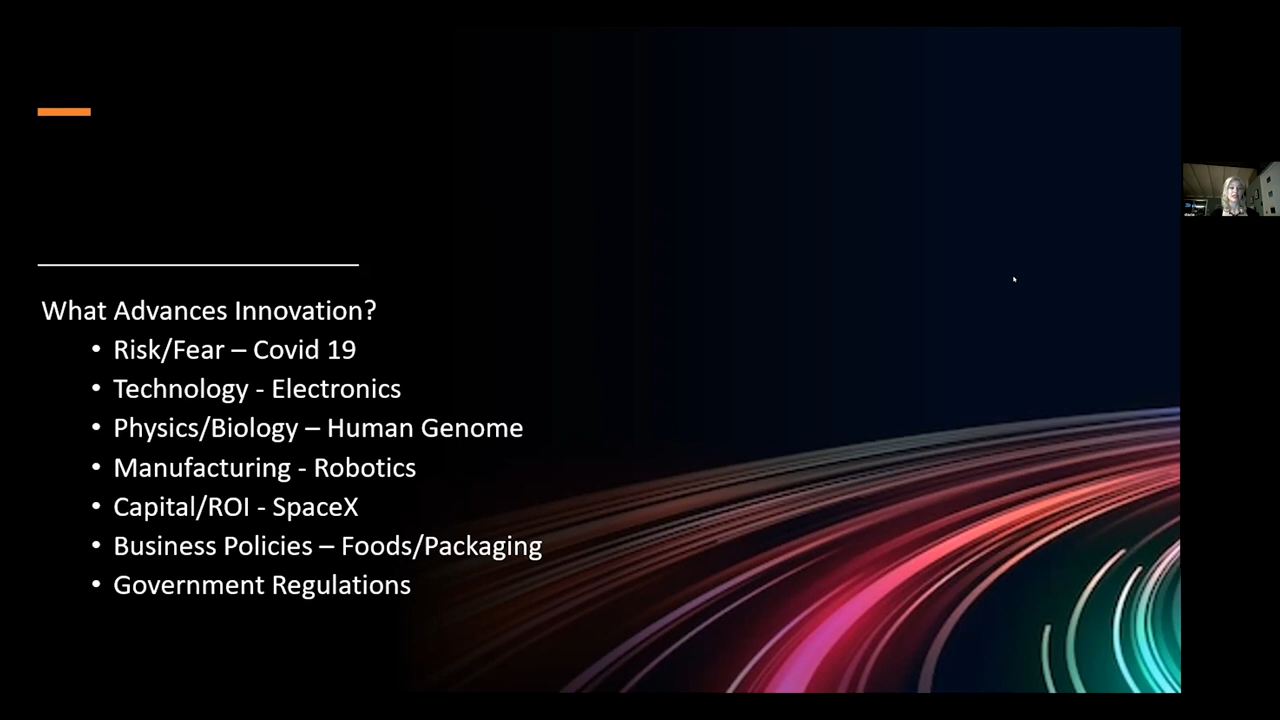 What Advances Innovation?
• Risk/Fear – Covid 19
• Technology - Electronics
• Physics/Biology – Human Genome
• Manufacturing - Robotics
• Capital/ROI - SpaceX
• Business Policies – Foods/Packaging
• Government Regulations